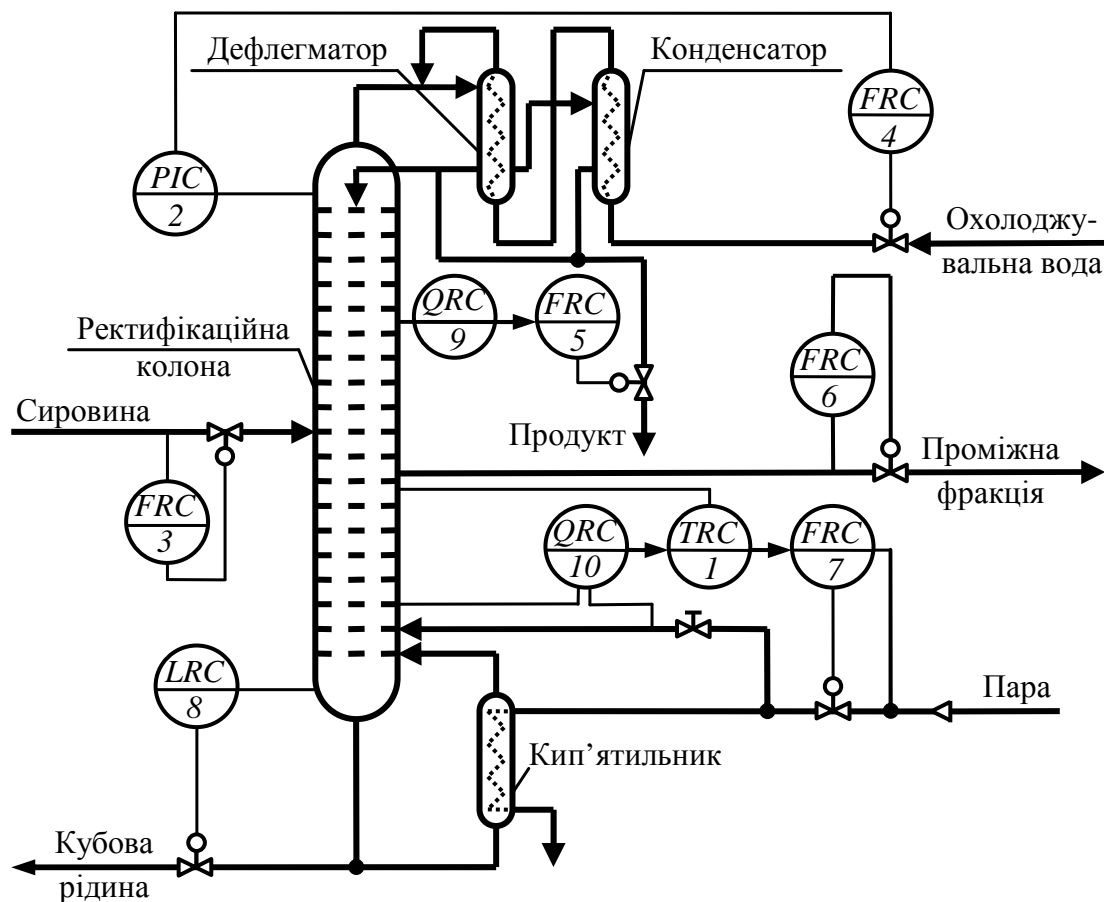 Дефлегматор
Конденсатор
FRC
4
PIC
2
Охолоджу-
вальна вода
QRC
9
FRC
5
Ректифікаційна
колона
FRC
6
Сировина
Продукт
Проміжна
фракція
FRC
3
QRC
10
TRC
1
FRC
7
LRC
8
Пара
Кип’ятильник
Кубова
рідина